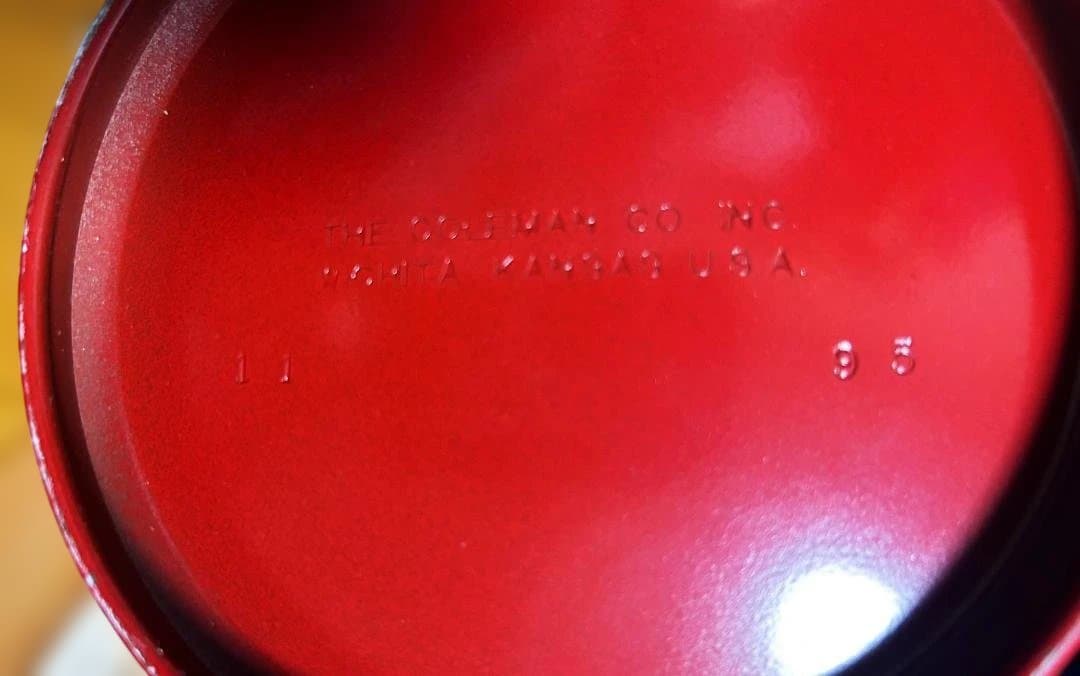 THE COLEMAN CO INC.
WICHITA KANSAS U S A.
11 95